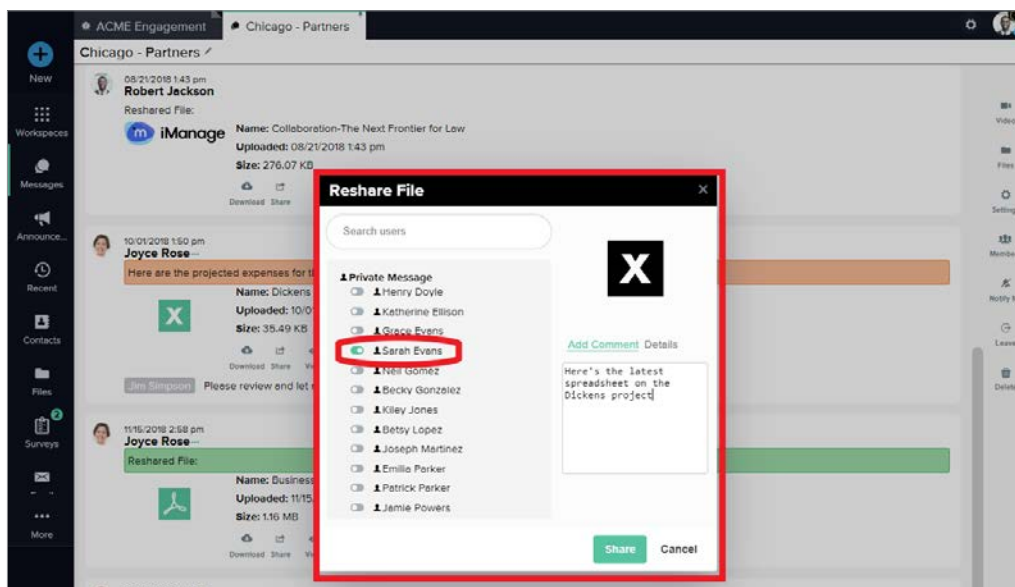 ACME Engagement
Chicago - Partners
Chicago - Partners
New
Workspaces
Messages
Announce...
Recent
Contacts
Files
2
Surveys
More
08/21/2018 1:43 pm
Robert Jackson
Reshared File:
m iManage
Name: Collaboration-The Next Frontier for Law
Uploaded: 08/21/2018 1:43 pm
Size: 276.07 KB
Download Share
10/01/2018 1:50 pm
Joyce Rose
Here are the projected expenses for
X
Name: Dickens
Uploaded: 10/0
Size: 35.49 KB
Download Share
Jim Simpson Please review and let
11/15/2018 2:58 pm
Joyce Rose
Reshared File:
Name: Business
Uploaded: 11/15
Size: 1.16 MB
Download Share
Reshare File
Search users
Private Message
Henry Doyle
Katherine Ellison
Grace Evans
Sarah Evans
Neil Gomez
Becky Gonzalez
Kiley Jones
Betsy Lopez
Joseph Martinez
Emilia Parker
Patrick Parker
Jamie Powers
X
Add Comment Details
Here's the latest
spreadsheet on the
Dickens project
Share Cancel
Video
Files
Setting
Membe
Notify
Leave
Delete